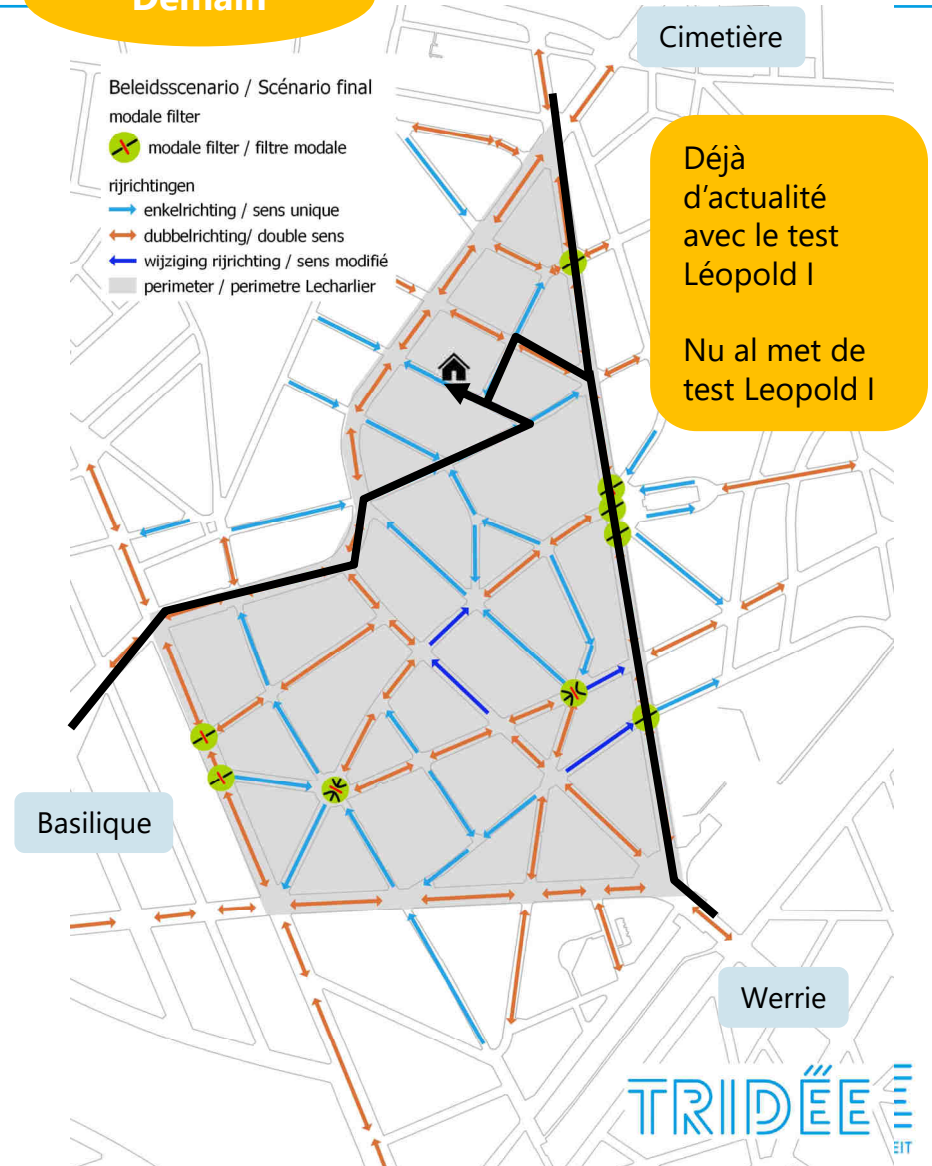 Demain
Cimetière
Beleidsscenario / Scénario final
modale filter
modale filter / filtre modale
rijrichtingen
enkelrichting / sens unique
dubbelrichting/ double sens
wijziging rijrichting / sens modifié
perimeter / perimetre Lecharlier
Déjà
d'actualité
avec le test
Léopold I
Nu al met de
test Leopold I
Basilique
Werrie
TRIDËE
EIT